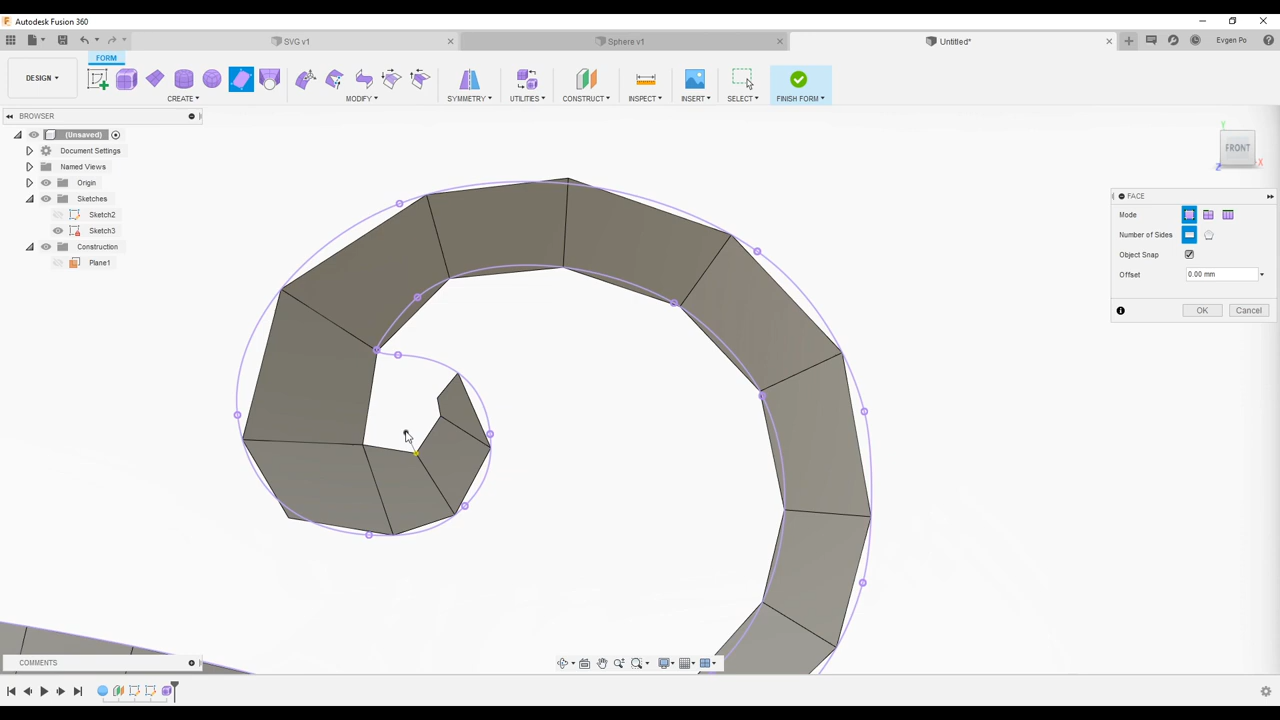 Autodesk Fusion 360
SVG v1
Sphere v1
Untitled*
Evgen Po
DESIGN
FORM
CREATE
MODIFY
SYMMETRY
UTILITIES
CONSTRUCT
INSPECT
INSERT
SELECT
FINISH FORM
BROWSER
(Unsaved)
Document Settings
Named Views
Origin
Sketches
Sketch2
Sketch3
Construction
Plane1
Y
FRONT
X
Z
FACE
Mode
Number of Sides
Object Snap
Offset
0.00 mm
OK
Cancel
COMMENTS